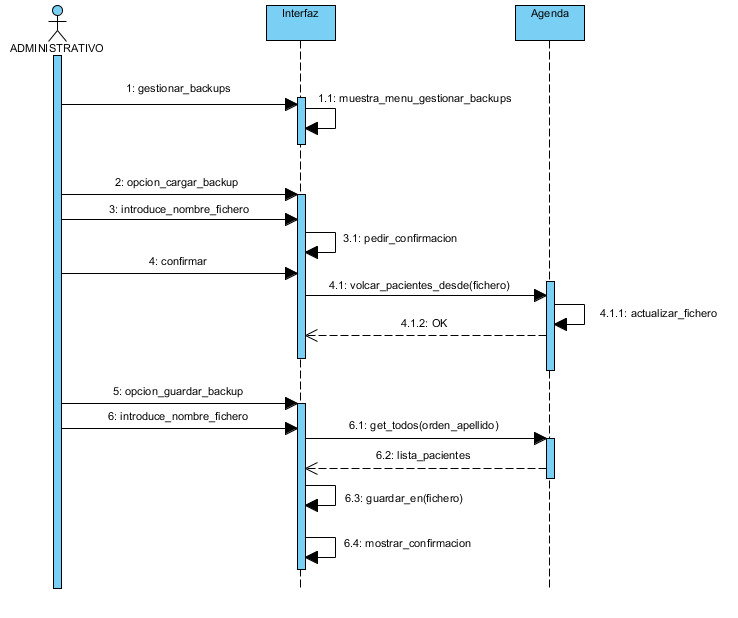 Interfaz
Agenda
ADMINISTRATIVO
1: gestionar_backups
1.1: muestra_menu_gestionar_backups
2: opcion_cargar_backup
3: introduce_nombre_fichero
3.1: pedir_confirmacion
4: confirmar
4.1: volcar_pacientes_desde(fichero)
4.1.1: actualizar_fichero
4.1.2: OK
5: opcion_guardar_backup
6: introduce_nombre_fichero
6.1: get_todos(orden_apellido)
6.2: lista_pacientes
6.3: guardar_en(fichero)
6.4: mostrar_confirmacion